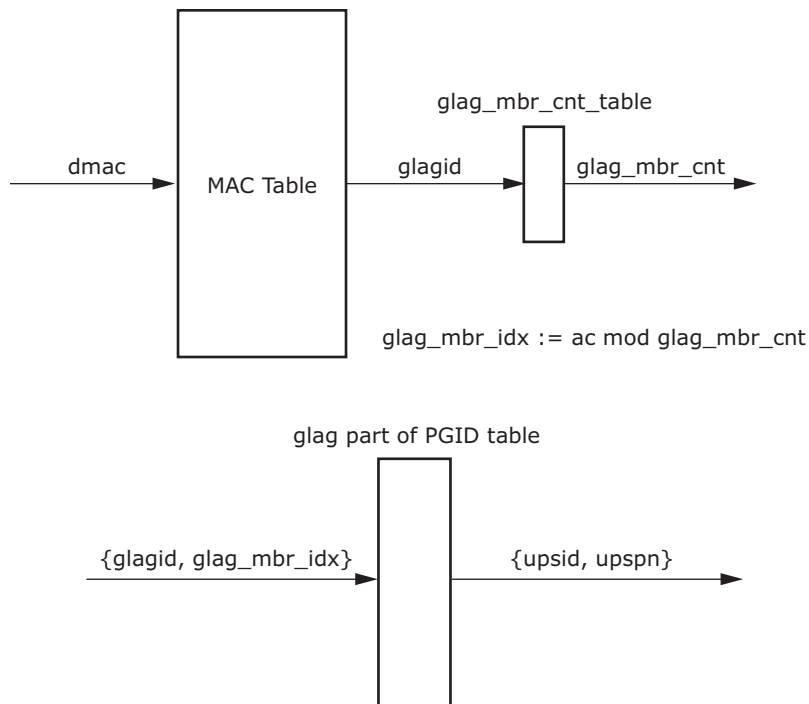 glag_mbr_cnt_table
dmac
MAC Table
glagid
glag_mbr_cnt
glag_mbr_idx := ac mod glag_mbr_cnt
glag part of PGID table
{glagid, glag_mbr_idx}
{upsid, upspn}